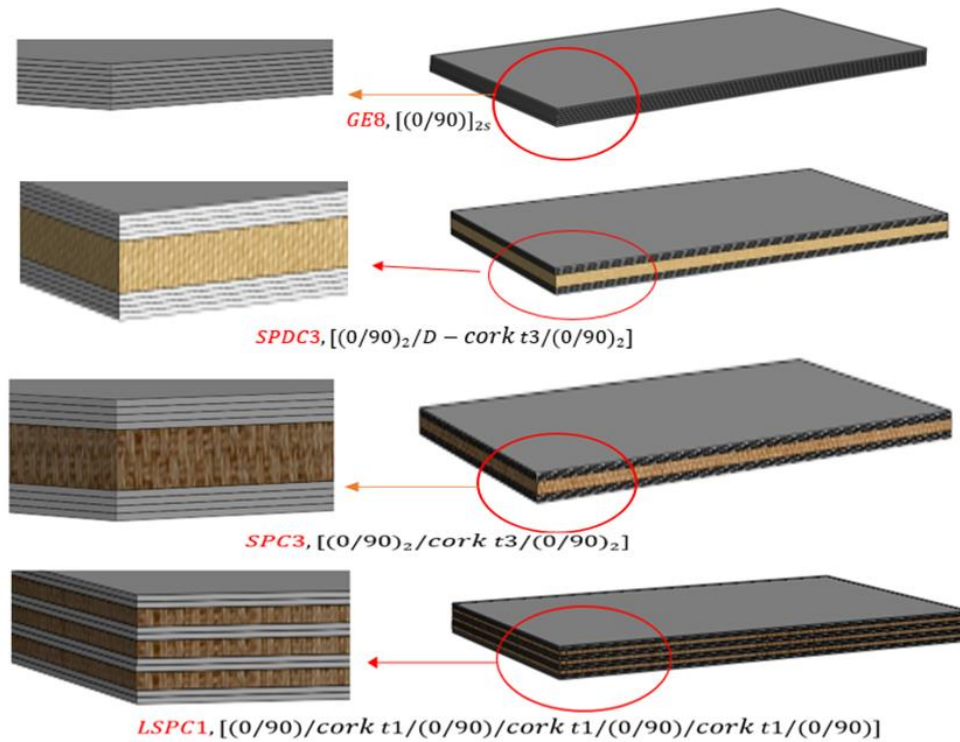 GE8, [(0/90)]₂ₛ
SPDC3, [(0/90)₂/D − cork t3/(0/90)₂]
SPC3, [(0/90)₂/cork t3/(0/90)₂]
LSPC1, [(0/90)/cork t1/(0/90)/cork t1/(0/90)/cork t1/(0/90)]